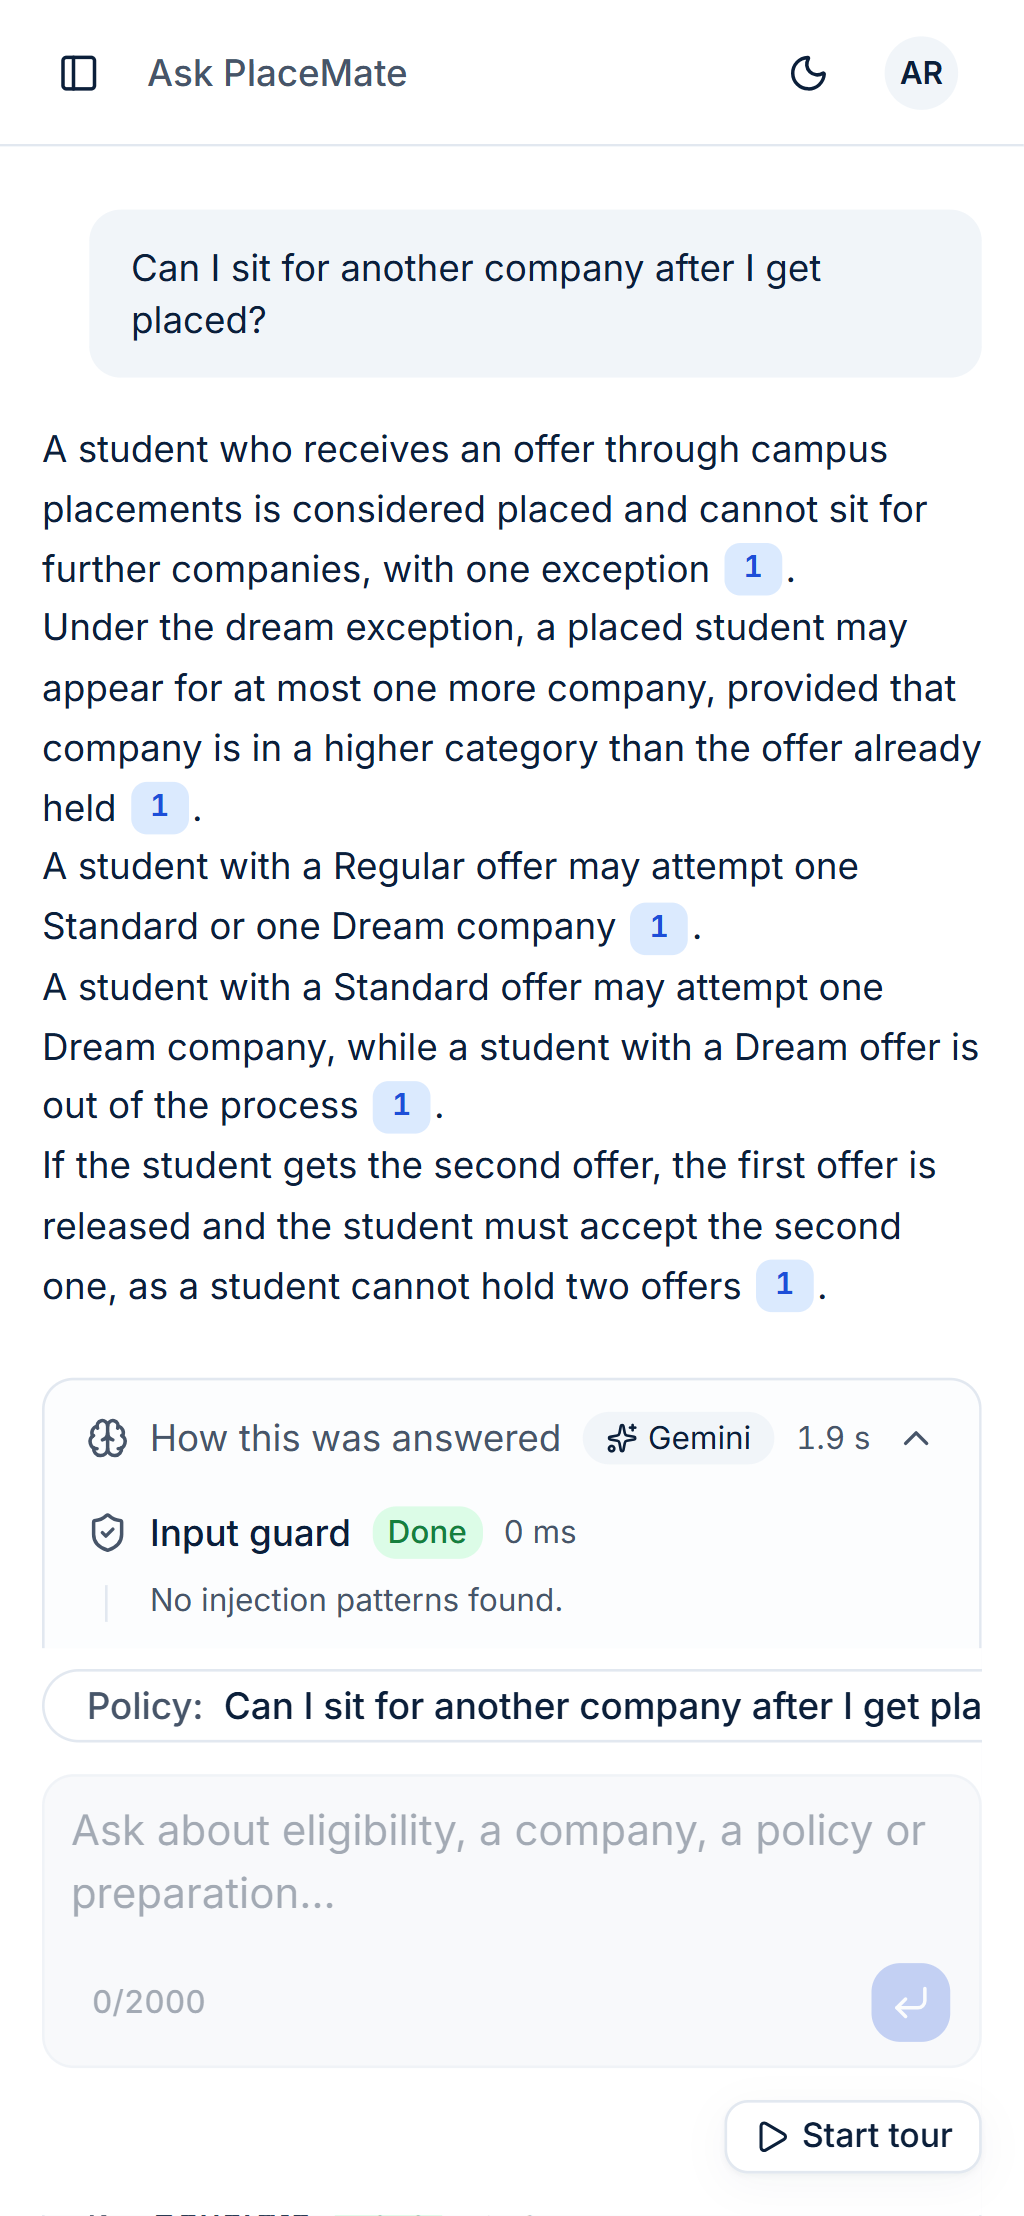 Ask PlaceMate
AR
Can I sit for another company after I get
placed?
A student who receives an offer through campus
placements is considered placed and cannot sit for
further companies, with one exception 1.
Under the dream exception, a placed student may
appear for at most one more company, provided that
company is in a higher category than the offer already
held 1.
A student with a Regular offer may attempt one
Standard or one Dream company 1.
A student with a Standard offer may attempt one
Dream company, while a student with a Dream offer is
out of the process 1.
If the student gets the second offer, the first offer is
released and the student must accept the second
one, as a student cannot hold two offers 1.
How this was answered Gemini 1.9 s
Input guard Done 0 ms
No injection patterns found.
Policy: Can I sit for another company after I get pla
Ask about eligibility, a company, a policy or
preparation...
0/2000
Start tour